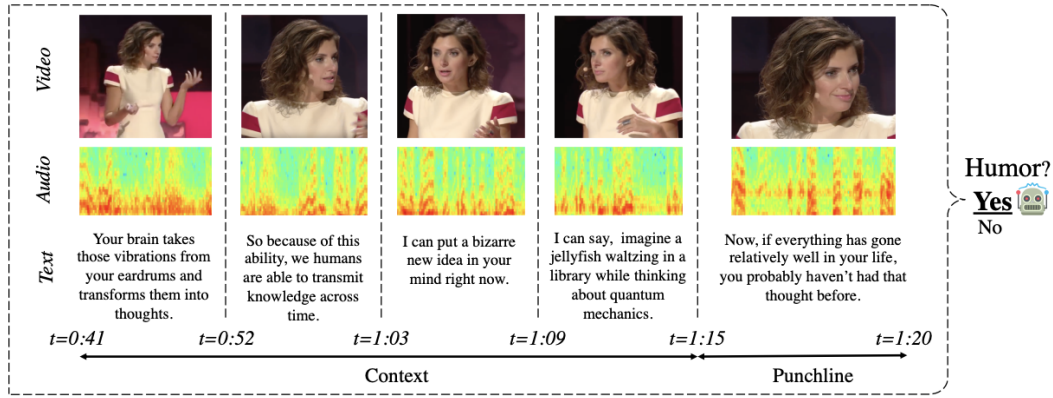 Video
Audio
Text
Your brain takes
those vibrations from
your eardrums and
transforms them into
thoughts.
So because of this
ability, we humans
are able to transmit
knowledge across
time.
I can put a bizarre
new idea in your
mind right now.
I can say, imagine a
jellyfish waltzing in a
library while thinking
about quantum
mechanics.
Now, if everything has gone
relatively well in your life,
you probably haven't had that
thought before.
t=0:41
t=0:52
t=1:03
t=1:09
t=1:15
t=1:20
Context
Punchline
Humor?
Yes
No